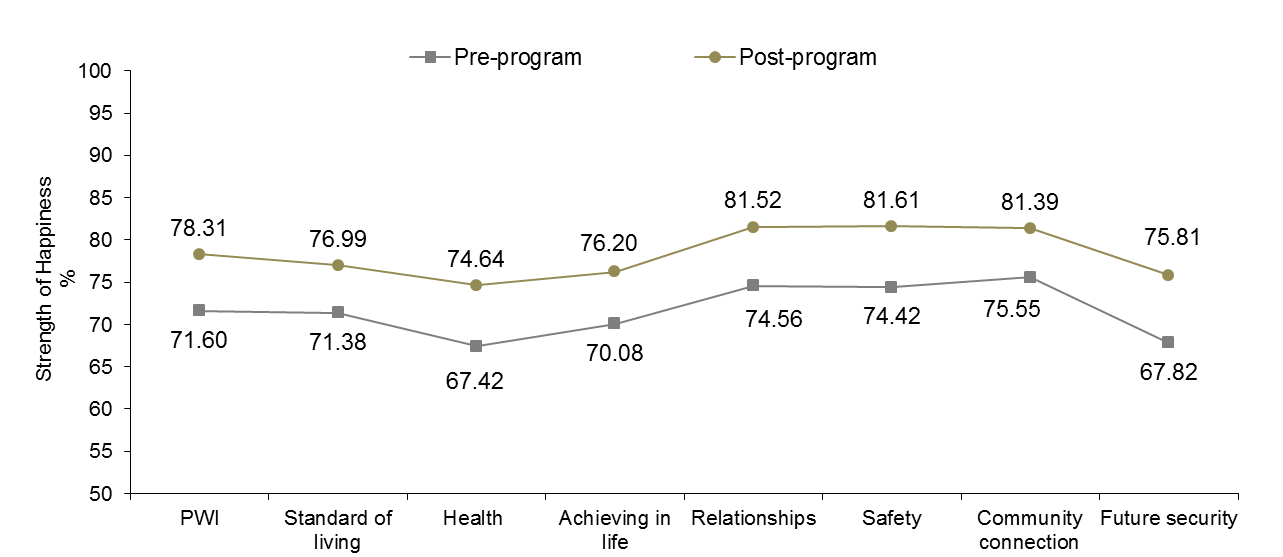 Pre-program
Post-program
Strength of Happiness
%
100
95
90
85
80
75
70
65
60
55
50
78.31
76.99
74.64
76.20
81.52
81.61
81.39
75.81
71.60
71.38
67.42
70.08
74.56
74.42
75.55
67.82
PWI
Standard of
living
Health
Achieving in
life
Relationships
Safety
Community
connection
Future security